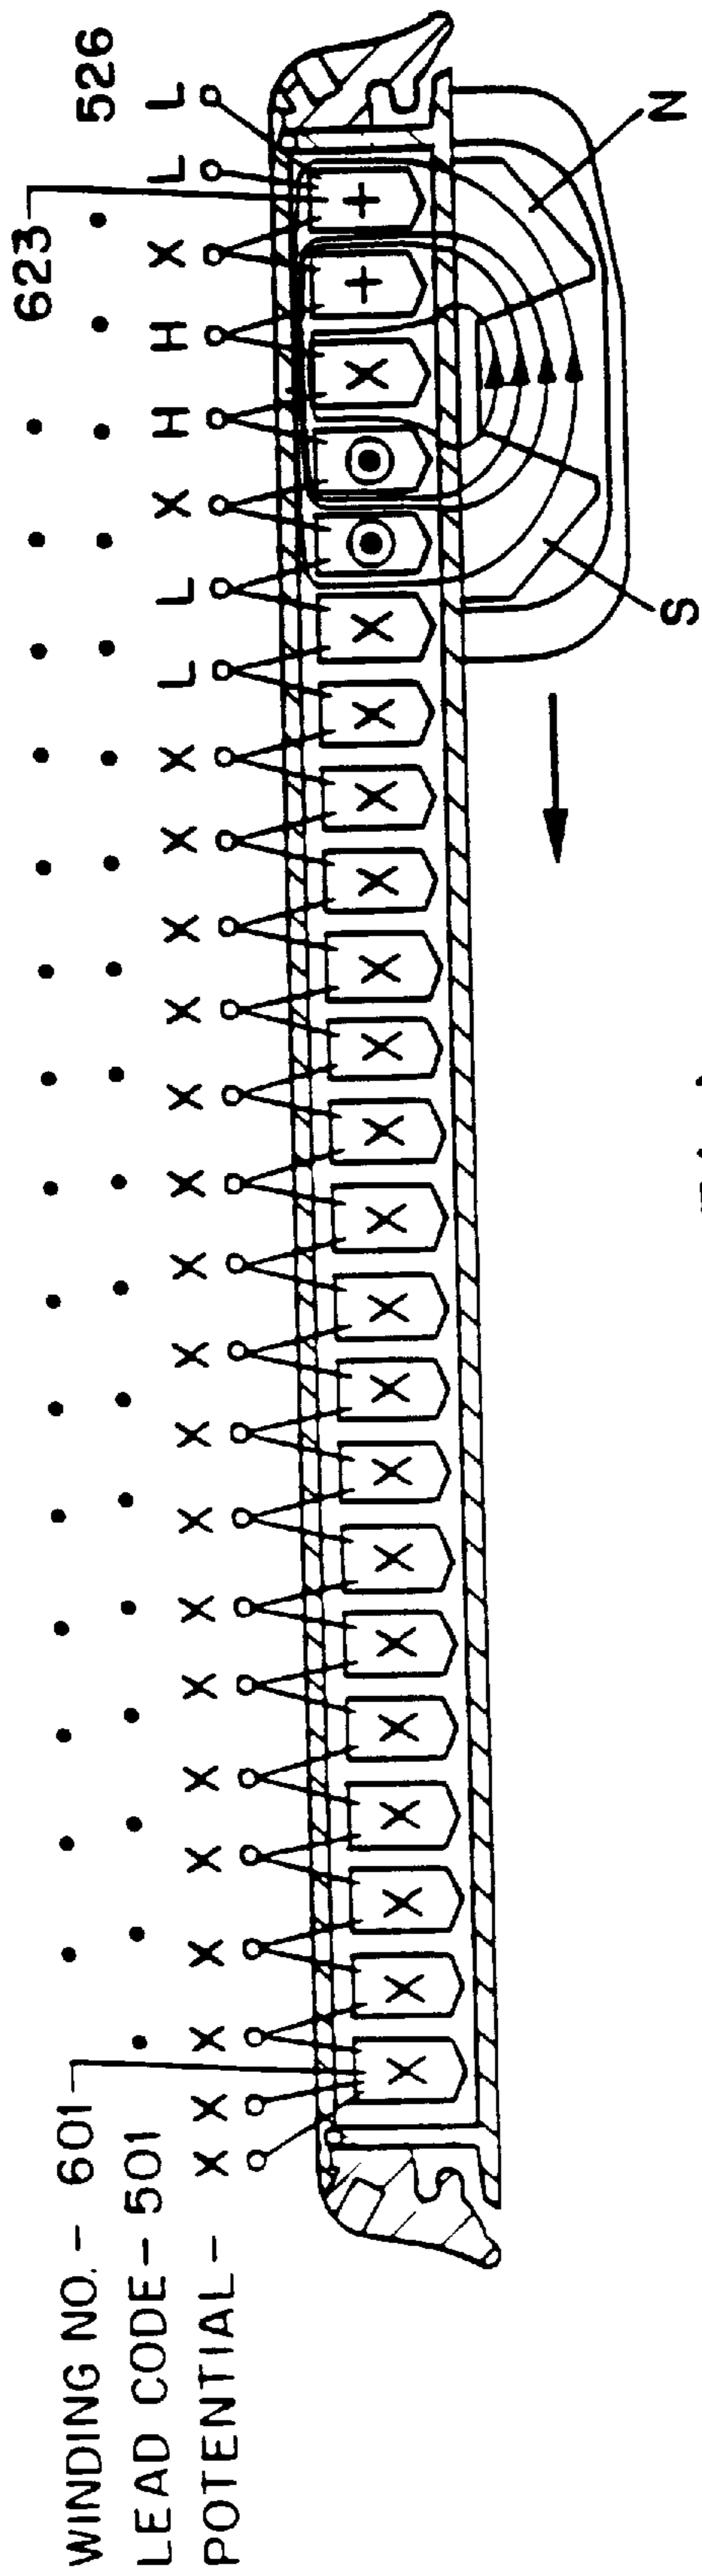 WINDING NO. - 601 623
LEAD CODE - 501 526
POTENTIAL - X X X X X X X X X X X X X X X X X X L L X H H X L L
X X X X X X X X X X X X X X X X X X X + +
S N